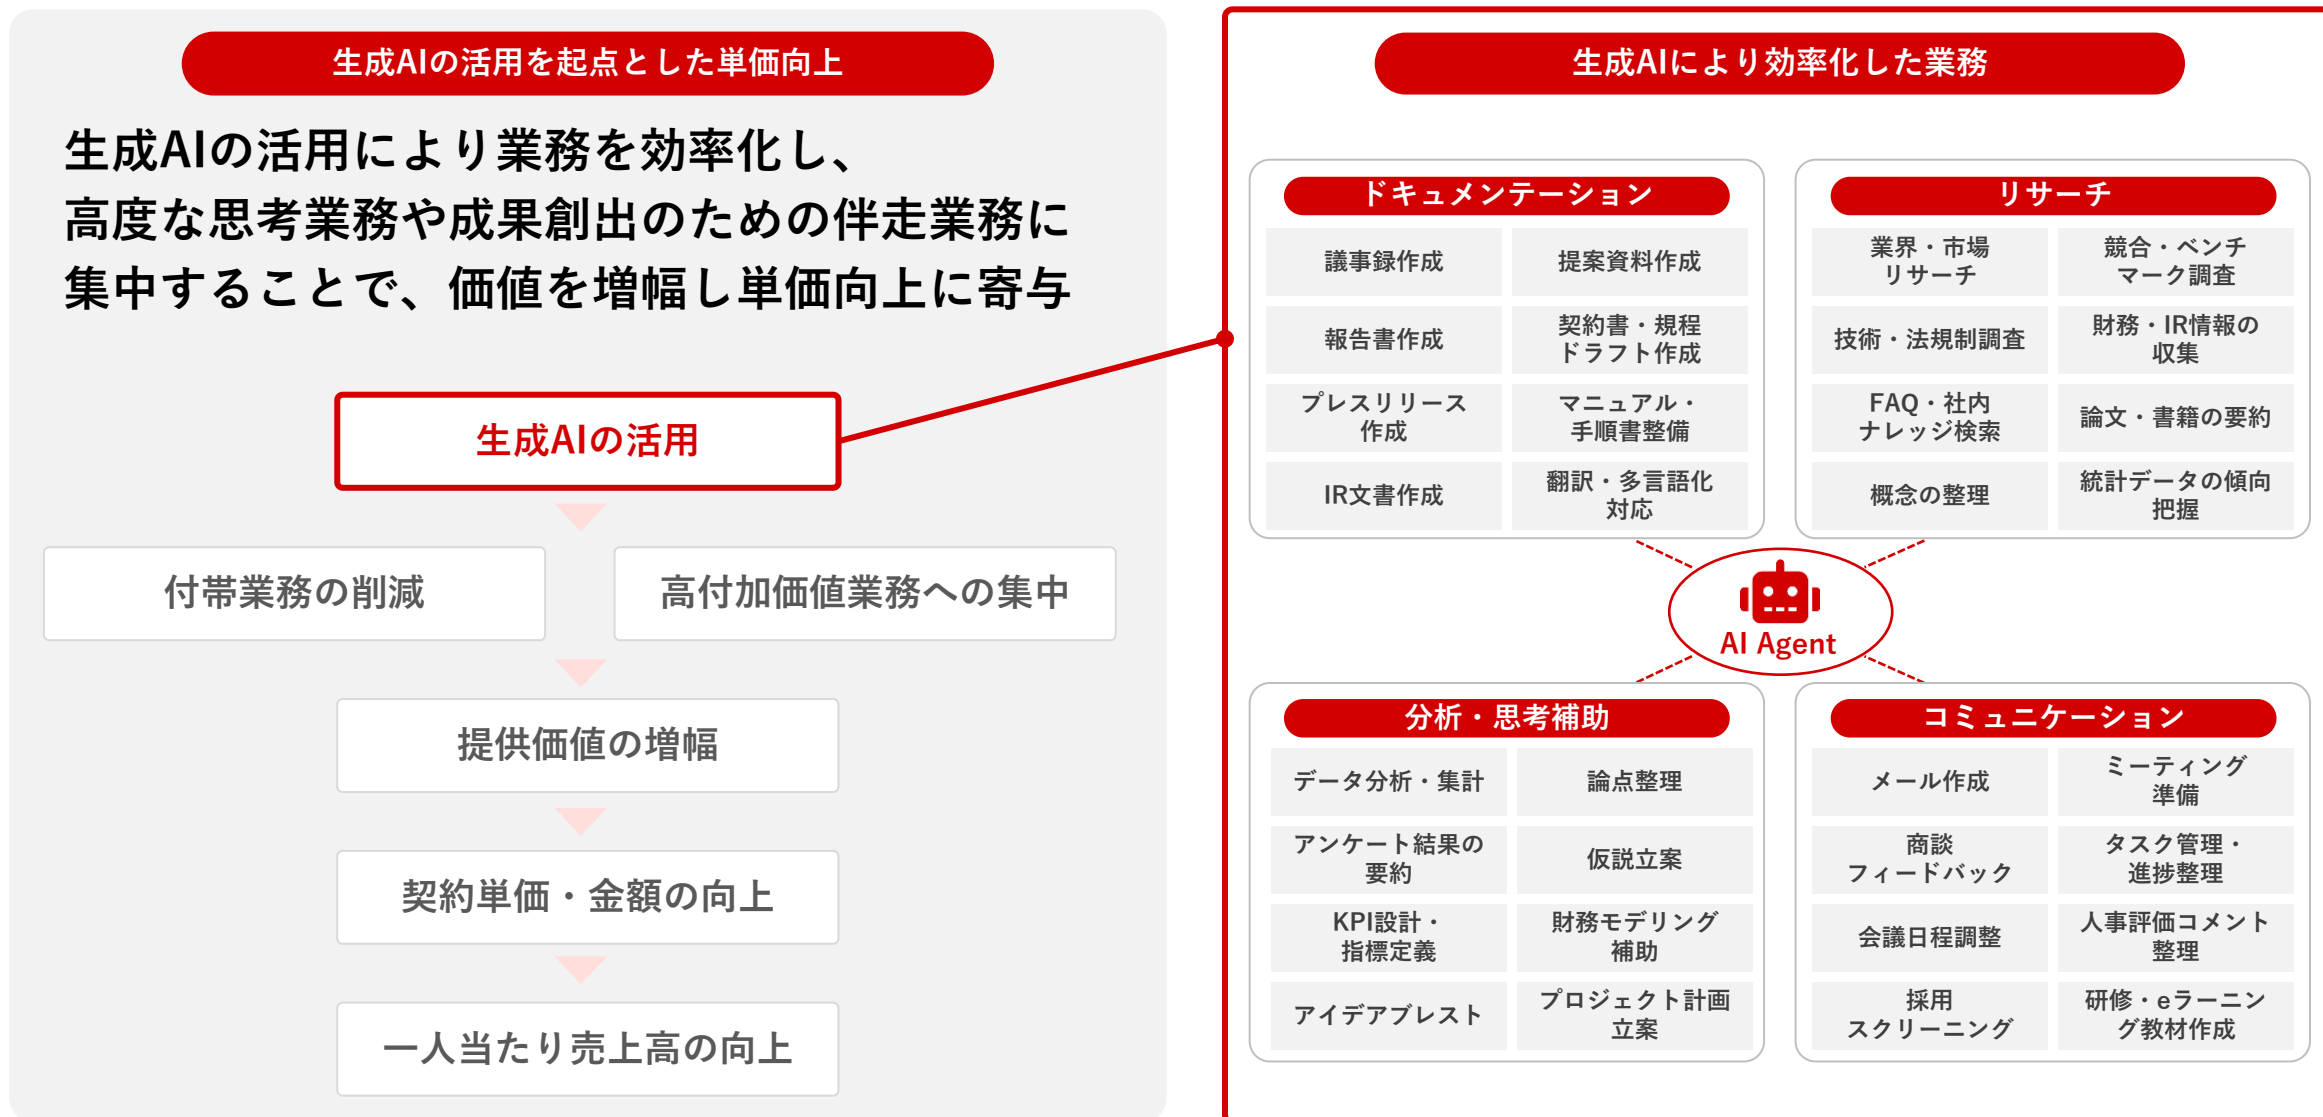 生成AIの活用を起点とした単価向上
生成AIの活用により業務を効率化し、
高度な思考業務や成果創出のための伴走業務に
集中することで、価値を増幅し単価向上に寄与
生成AIの活用
付帯業務の削減
高付加価値業務への集中
提供価値の増幅
契約単価・金額の向上
一人当たり売上高の向上
生成AIにより効率化した業務
ドキュメンテーション
議事録作成
提案資料作成
報告書作成
契約書・規程
ドラフト作成
プレスリリース
作成
マニュアル・
手順書整備
IR文書作成
翻訳・多言語化
対応
リサーチ
業界・市場
リサーチ
競合・ベンチ
マーク調査
技術・法規制調査
財務・IR情報の
収集
FAQ・社内
ナレッジ検索
論文・書籍の要約
概念の整理
統計データの傾向
把握
AI Agent
分析・思考補助
データ分析・集計
論点整理
アンケート結果の
要約
仮説立案
KPI設計・
指標定義
財務モデリング
補助
アイデアブレスト
プロジェクト計画
立案
コミュニケーション
メール作成
ミーティング
準備
商談
フィードバック
タスク管理・
進捗整理
会議日程調整
人事評価コメント
整理
採用
スクリーニング
研修・eラーニン
グ教材作成